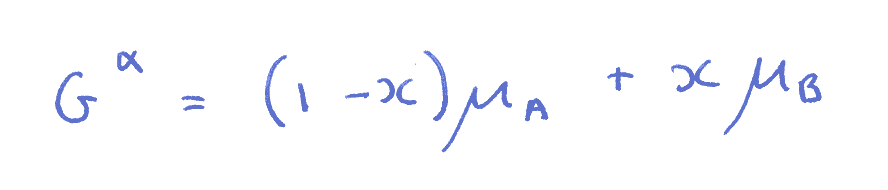 G^α = (1 - x)μ_A + x μ_B